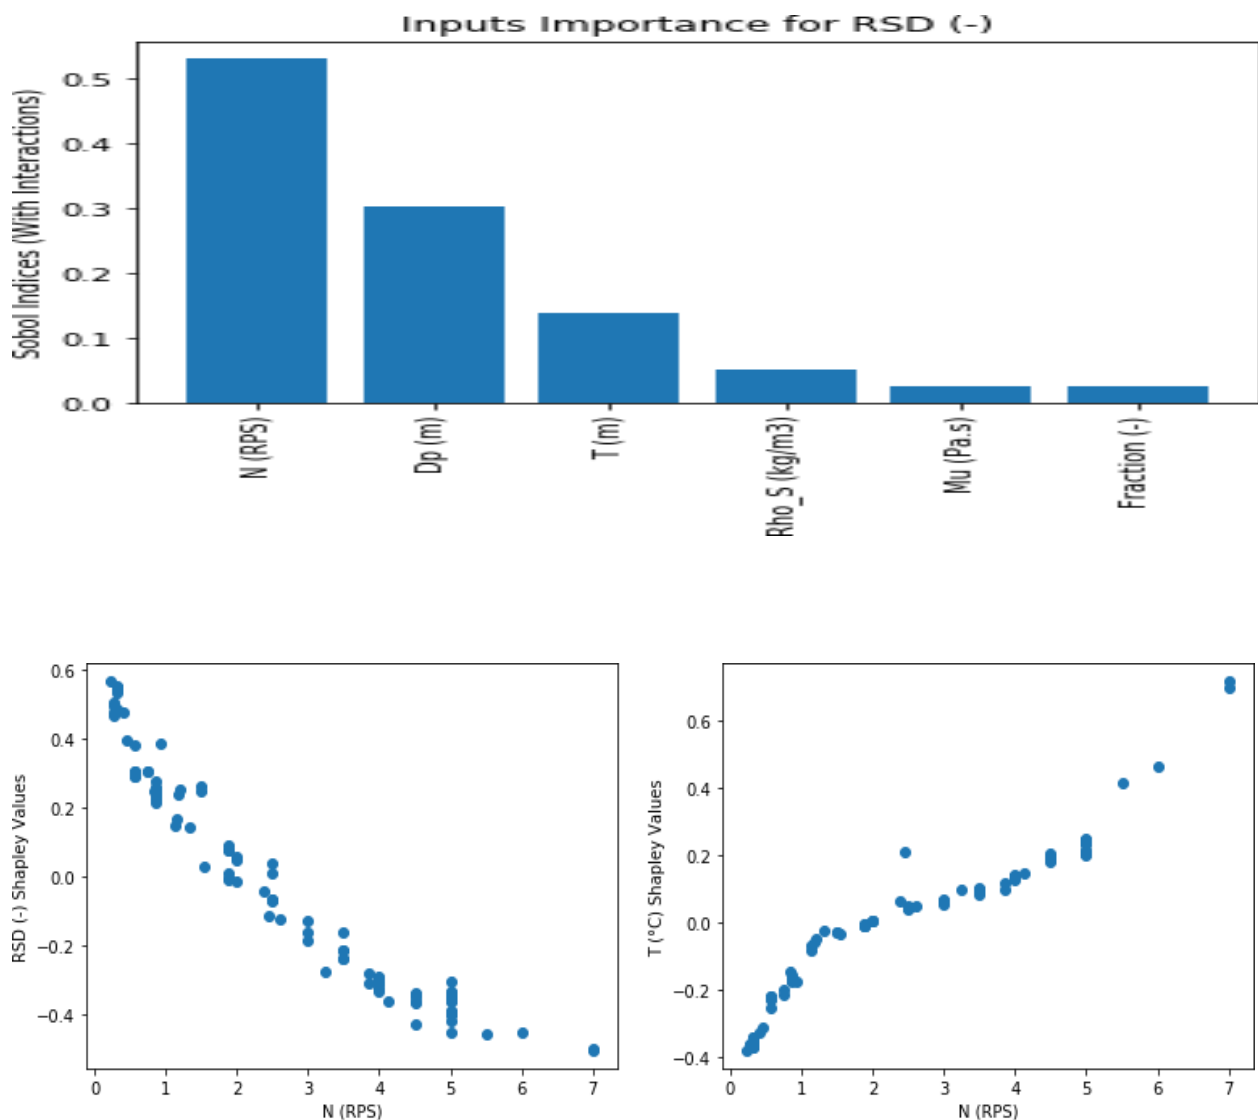 Inputs Importance for RSD (-)
Sobol Indices (With Interactions)
0.5
0.4
0.3
0.2
0.1
0.0
N (RPS)
Dp (m)
T (m)
Rho_S (kg/m3)
Mu (Pa.s)
Fraction (-)
RSD (-) Shapley Values
0.6
0.4
0.2
0.0
−0.2
−0.4
0 1 2 3 4 5 6 7
N (RPS)
T (°C) Shapley Values
0.6
0.4
0.2
0.0
−0.2
−0.4
0 1 2 3 4 5 6 7
N (RPS)